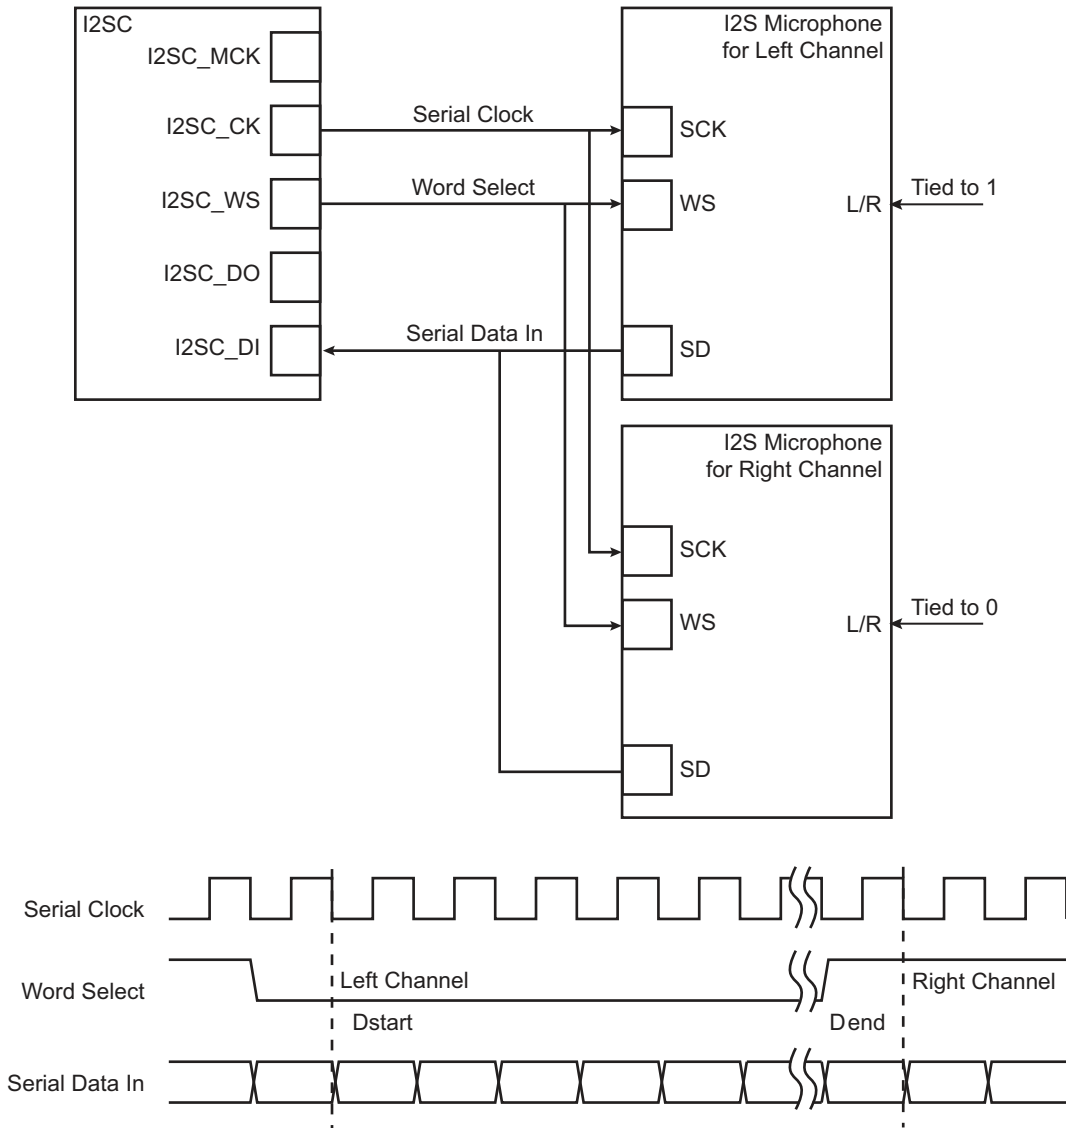 I2SC
I2SC_MCK
I2SC_CK
I2SC_WS
I2SC_DO
I2SC_DI
Serial Clock
Word Select
Serial Data In
I2S Microphone
for Left Channel
SCK
WS
L/R
Tied to 1
SD
I2S Microphone
for Right Channel
SCK
WS
L/R
Tied to 0
SD
Serial Clock
Word Select
Left Channel
Right Channel
Dstart
Dend
Serial Data In